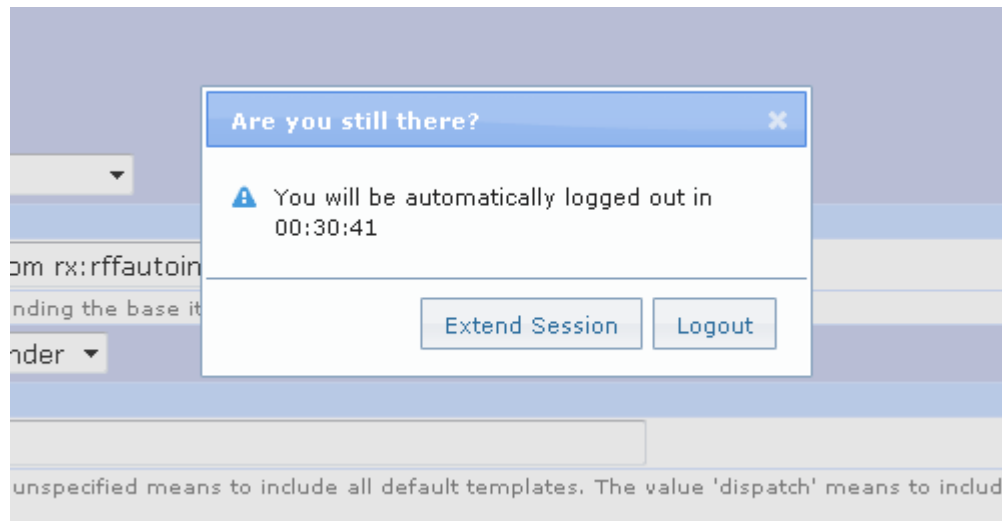 Are you still there?
You will be automatically logged out in
00:30:41
Extend Session Logout
om rx:rffautoin
nding the base it
nder
unspecified means to include all default templates. The value 'dispatch' means to includ